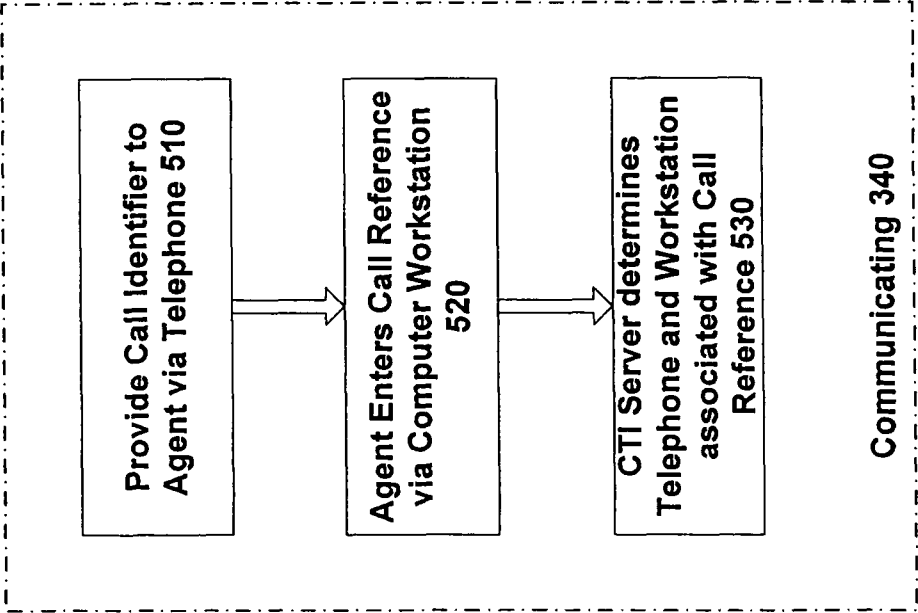 Provide Call Identifier to
Agent via Telephone 510
Agent Enters Call Reference
via Computer Workstation
520
CTI Server determines
Telephone and Workstation
associated with Call
Reference 530
Communicating 340